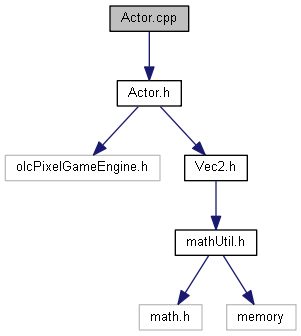 Actor.cpp
Actor.h
olcPixelGameEngine.h
Vec2.h
mathUtil.h
math.h
memory